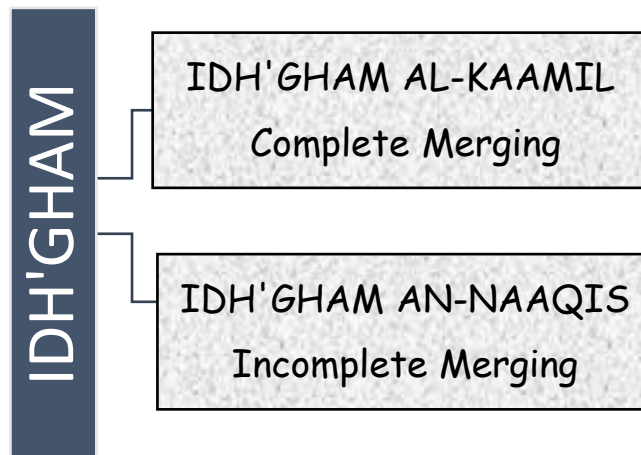 IDH'GHAM
IDH'GHAM AL-KAAMIL
Complete Merging
IDH'GHAM AN-NAAQIS
Incomplete Merging